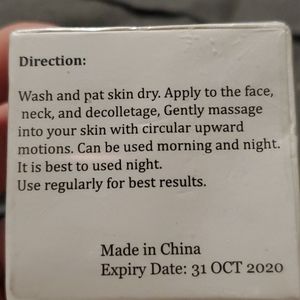 Direction:
Wash and pat skin dry. Apply to the face,
neck, and decolletage, Gently massage
into your skin with circular upward
motions. Can be used morning and night.
It is best to used night.
Use regularly for best results.
Made in China
Expiry Date: 31 OCT 2020